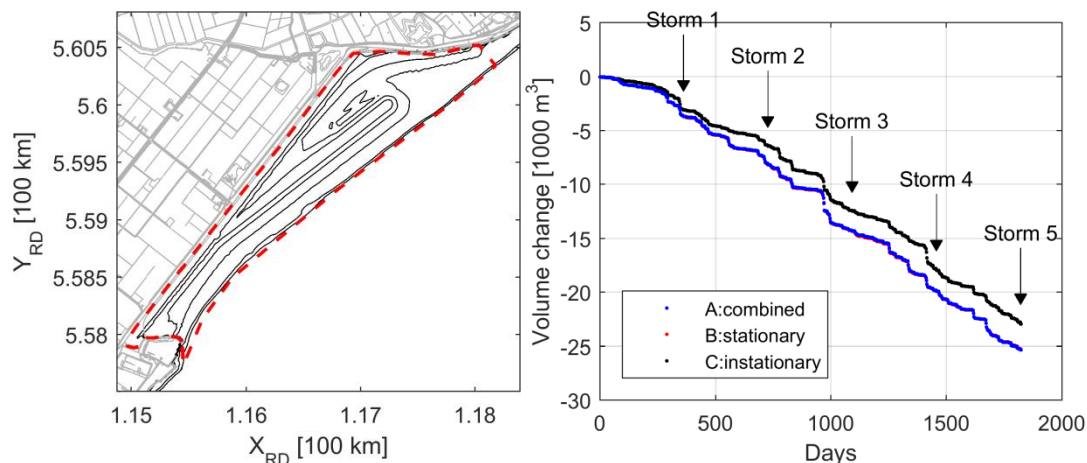 5.605
5.6
5.595
5.59
5.585
5.58
Y_RD [100 km]
1.15
1.16
1.17
1.18
X_RD [100 km]
5
0
-5
-10
-15
-20
-25
-30
Volume change [1000 m³]
Storm 1
Storm 2
Storm 3
Storm 4
Storm 5
A:combined
B:stationary
C:instationary
0
500
1000
1500
2000
Days